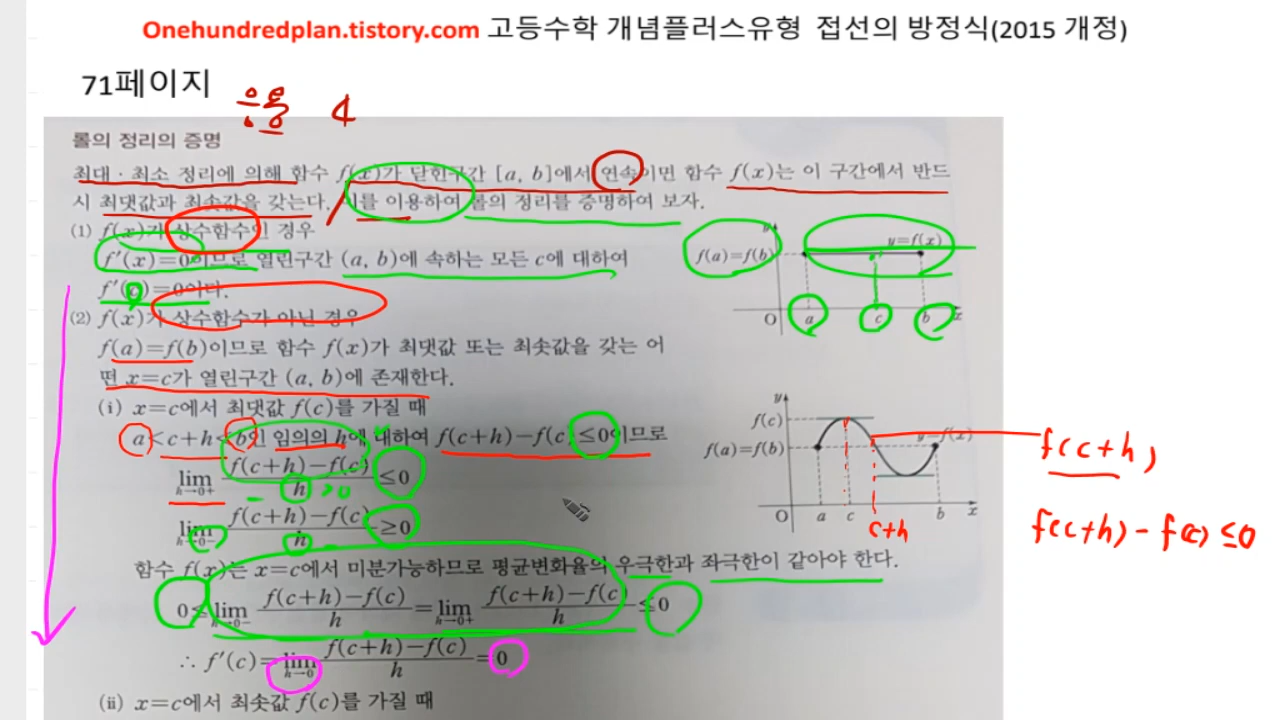 Onehundredplan.tistory.com 고등수학 개념플러스유형 접선의 방정식(2015 개정)
71페이지
응용 4
롤의 정리의 증명
최대·최소 정리에 의해 함수 f(x)가 닫힌구간 [a, b]에서 연속이면 함수 f(x)는 이 구간에서 반드
시 최댓값과 최솟값을 갖는다. 이를 이용하여 롤의 정리를 증명하여 보자.
(1) f(x)가 상수함수인 경우
f′(x)=0이므로 열린구간 (a, b)에 속하는 모든 c에 대하여
f′(c)=0이다.
y
f(a)=f(b)
y=f(x)
O a c b x
(2) f(x)가 상수함수가 아닌 경우
f(a)=f(b)이므로 함수 f(x)가 최댓값 또는 최솟값을 갖는 어
떤 x=c가 열린구간 (a, b)에 존재한다.
(i) x=c에서 최댓값 f(c)를 가질 때
a<c+h<b인 임의의 h에 대하여 f(c+h)-f(c)≤0이므로
lim h→0+ f(c+h)-f(c) / h ≤0
h >0
lim h→0- f(c+h)-f(c) / h ≥0
y
f(c)
f(a)=f(b)
y=f(x)
O a c b x
c+h
f(c+h)
f(c+h)-f(c)≤0
함수 f(x)는 x=c에서 미분가능하므로 평균변화율의 우극한과 좌극한이 같아야 한다.
0≤ lim h→0- f(c+h)-f(c) / h = lim h→0+ f(c+h)-f(c) / h ≤0
∴ f′(c)= lim h→0 f(c+h)-f(c) / h =0
(ii) x=c에서 최솟값 f(c)를 가질 때